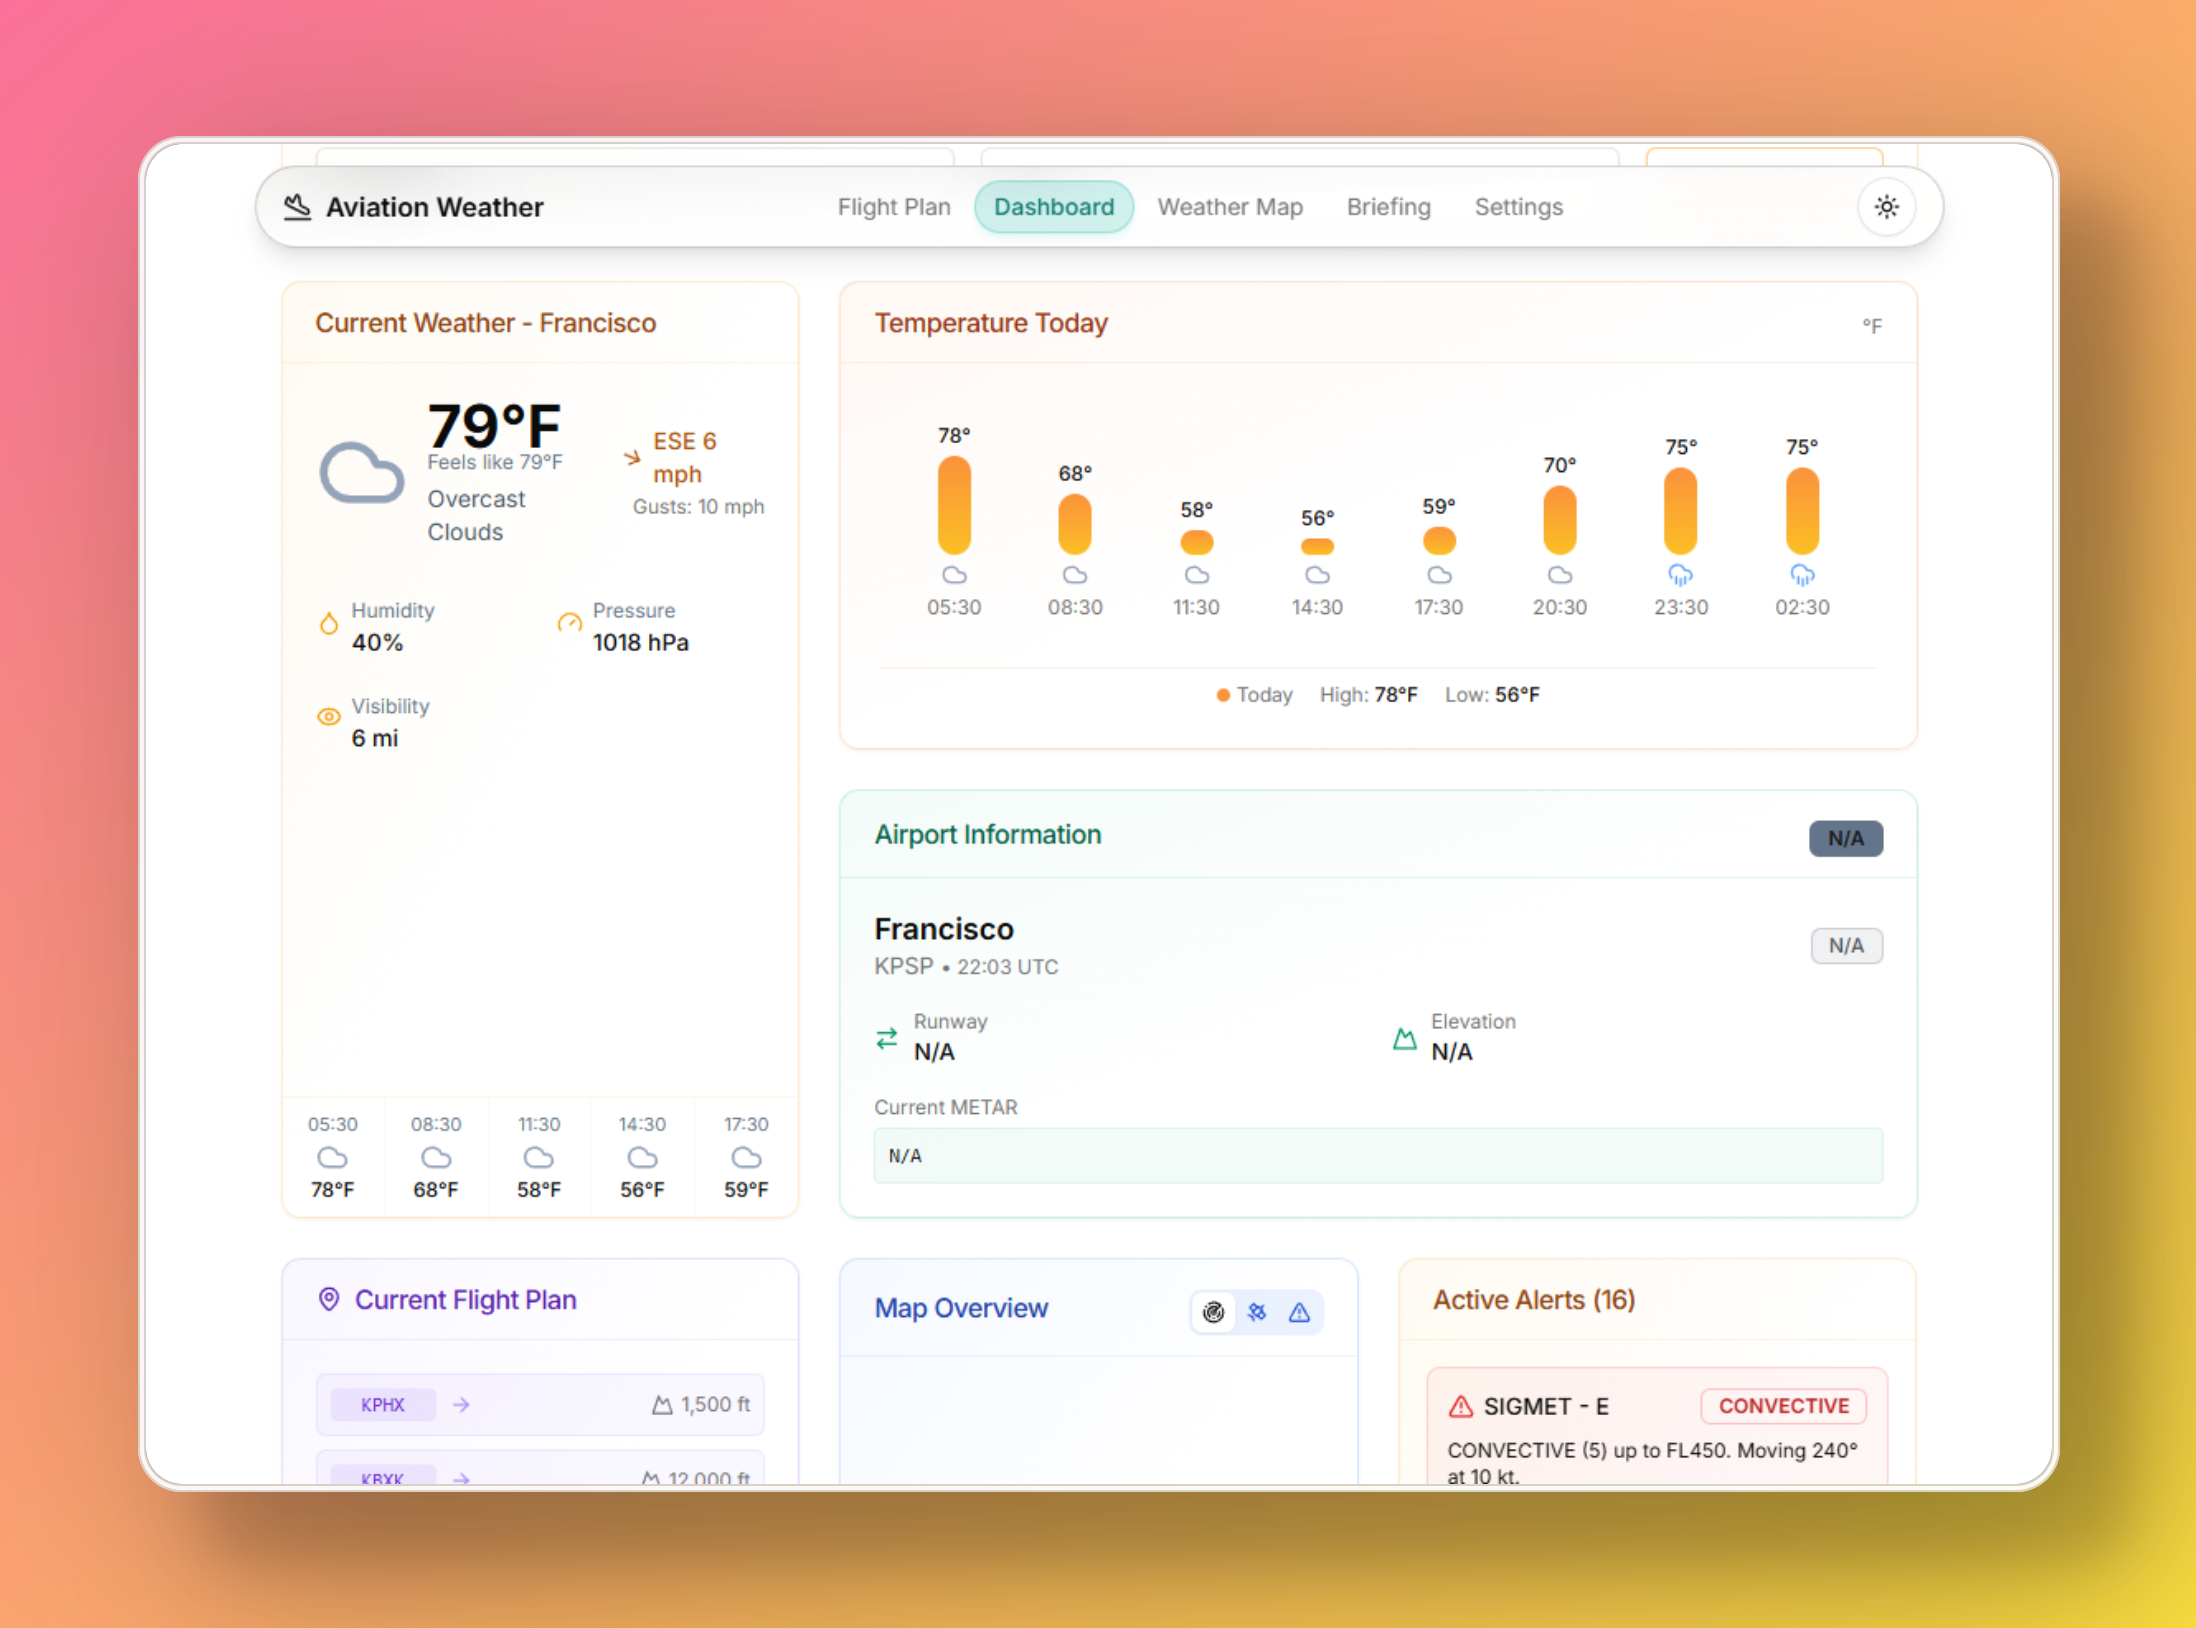 Aviation Weather
Flight Plan
Dashboard
Weather Map
Briefing
Settings
Current Weather - Francisco
79°F
Feels like 79°F
Overcast
Clouds
ESE 6
mph
Gusts: 10 mph
Humidity
40%
Pressure
1018 hPa
Visibility
6 mi
05:30 08:30 11:30 14:30 17:30
78°F 68°F 58°F 56°F 59°F
Temperature Today
°F
78° 68° 58° 56° 59° 70° 75° 75°
05:30 08:30 11:30 14:30 17:30 20:30 23:30 02:30
Today High: 78°F Low: 56°F
Airport Information
N/A
Francisco
N/A
KPSP • 22:03 UTC
Runway
N/A
Elevation
N/A
Current METAR
N/A
Current Flight Plan
KPHX 1,500 ft
KBXK 12,000 ft
Map Overview
Active Alerts (16)
SIGMET - E
CONVECTIVE
CONVECTIVE (5) up to FL450. Moving 240°
at 10 kt.